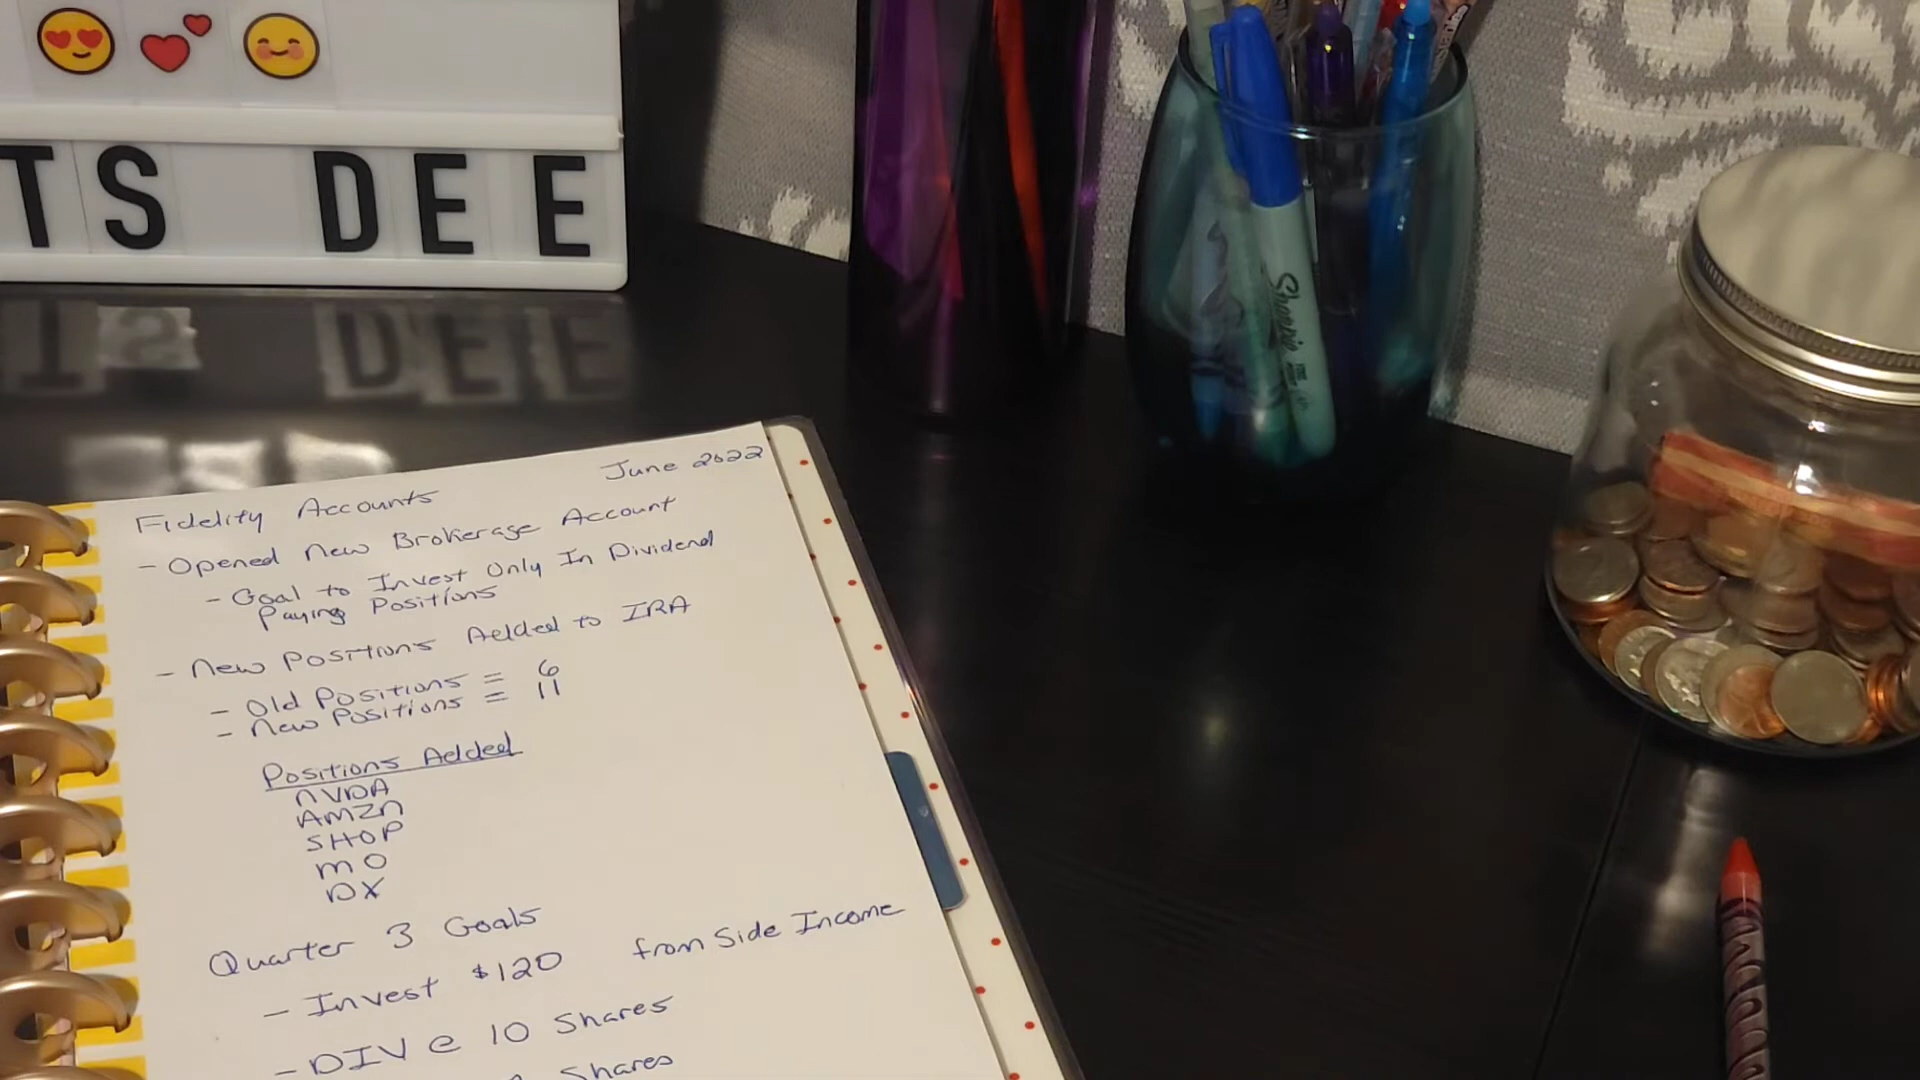 TS DEE
June 2022
Fidelity Accounts
- Opened New Brokerage Account
- Goal to Invest Only In Dividend
Paying Positions
- New Positions Added to IRA
- Old Positions = 6
- New Positions = 11
Positions Added
NVDA
AMZN
SHOP
MO
DX
Quarter 3 Goals
- Invest $120 from Side Income
- DIV @ 10 Shares
Shares
Sharpie